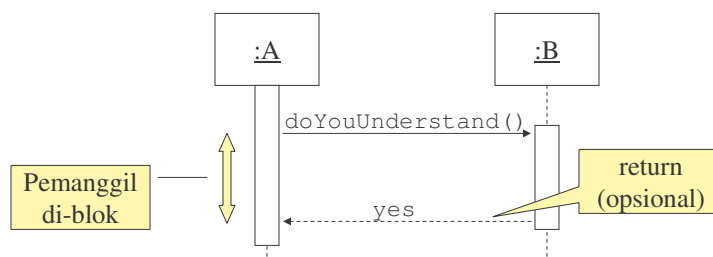 :A
:B
doYouUnderstand()
Pemanggil
di-blok
return
(opsional)
yes